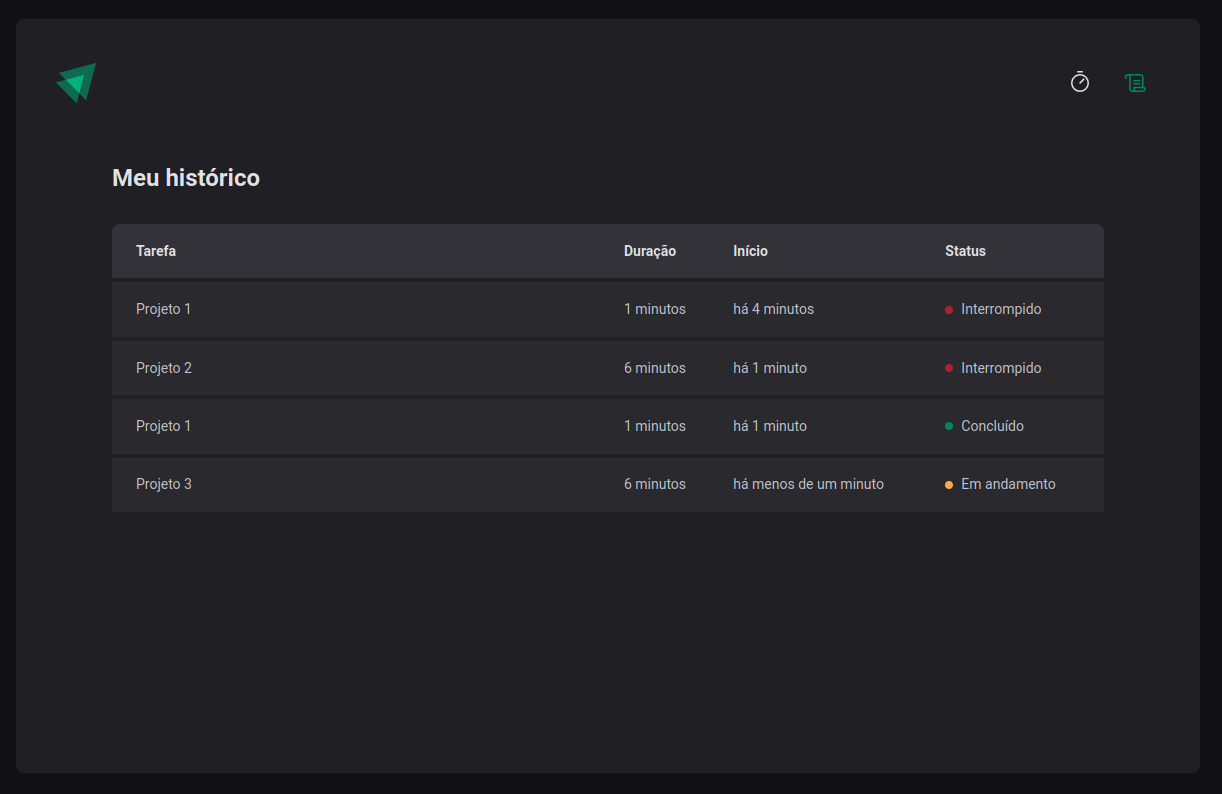 Meu histórico
Tarefa Duração Início Status
Projeto 1 1 minutos há 4 minutos Interrompido
Projeto 2 6 minutos há 1 minuto Interrompido
Projeto 1 1 minutos há 1 minuto Concluído
Projeto 3 6 minutos há menos de um minuto Em andamento